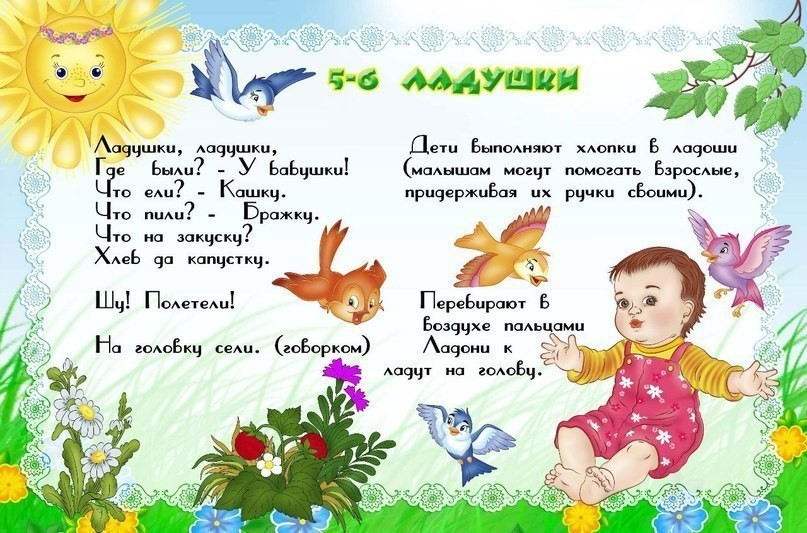 5-6 ЛАДУШКИ
Ладушки, ладушки,
Где были? - У бабушки!
Что ели? - Кашку.
Что пили? - Бражку.
Что на закуску?
Хлеб да капустку.
Дети выполняют хлопки в ладоши
(малышам могут помогать взрослые,
придерживая их ручки своими).
Шу! Полетели!
Перебирают в
воздухе пальцами
На головку сели. (говорком)
Ладони к
ладут на голову.